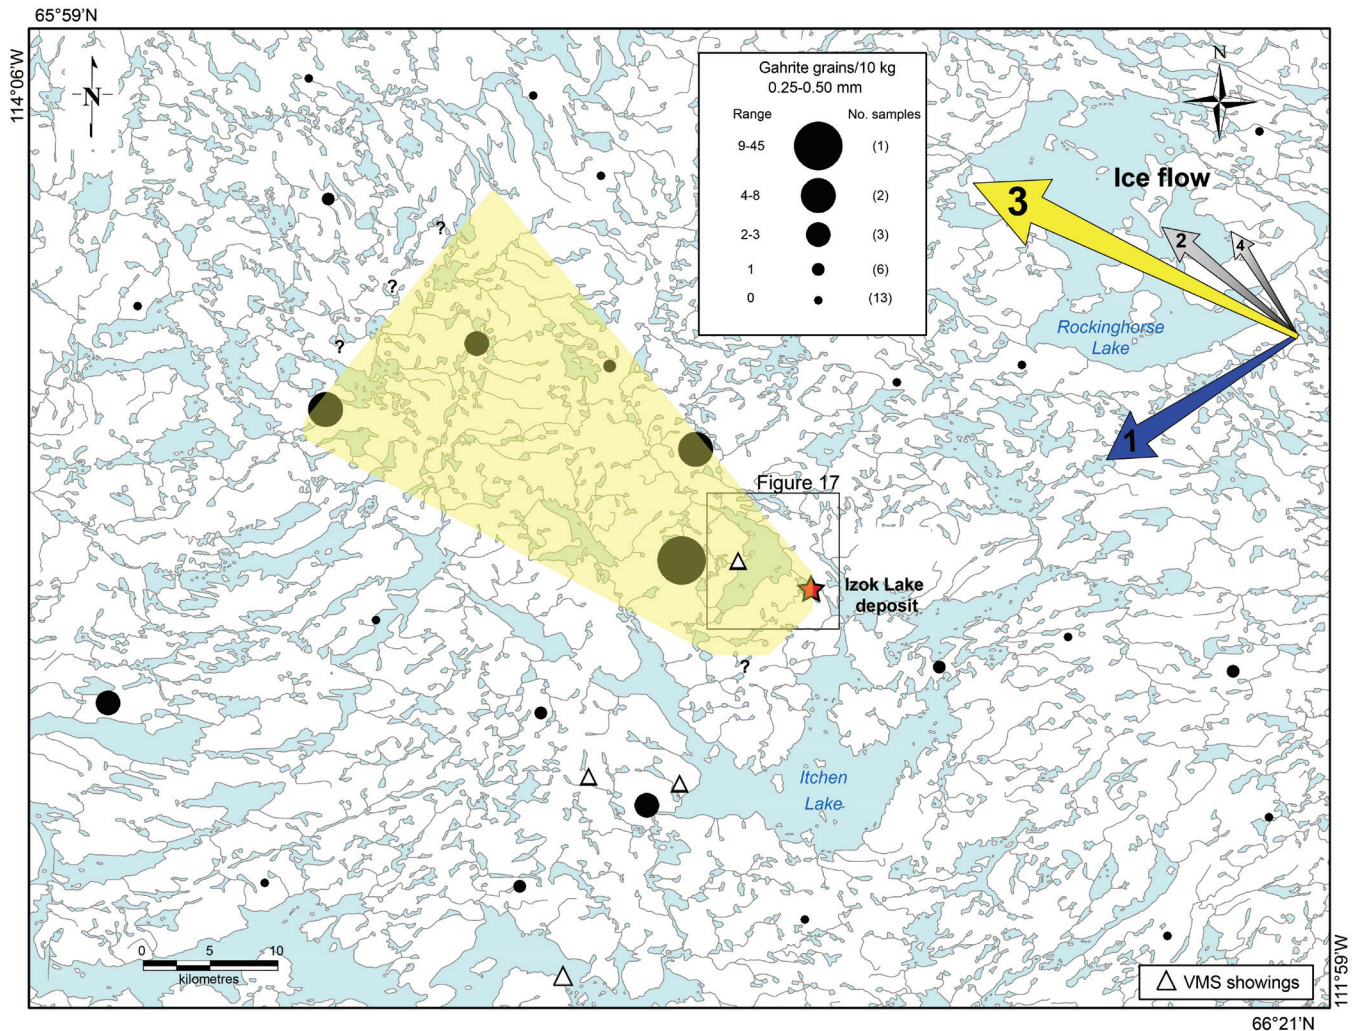 65°59'N
114°06'W
N
Gahrite grains/10 kg
0.25-0.50 mm
Range No. samples
9-45 (1)
4-8 (2)
2-3 (3)
1 (6)
0 (13)
N
Ice flow
3
2
4
1
Rockinghorse
Lake
?
?
?
Figure 17
Izok Lake
deposit
?
Itchen
Lake
0 5 10
kilometres
VMS showings
111°59'W
66°21'N